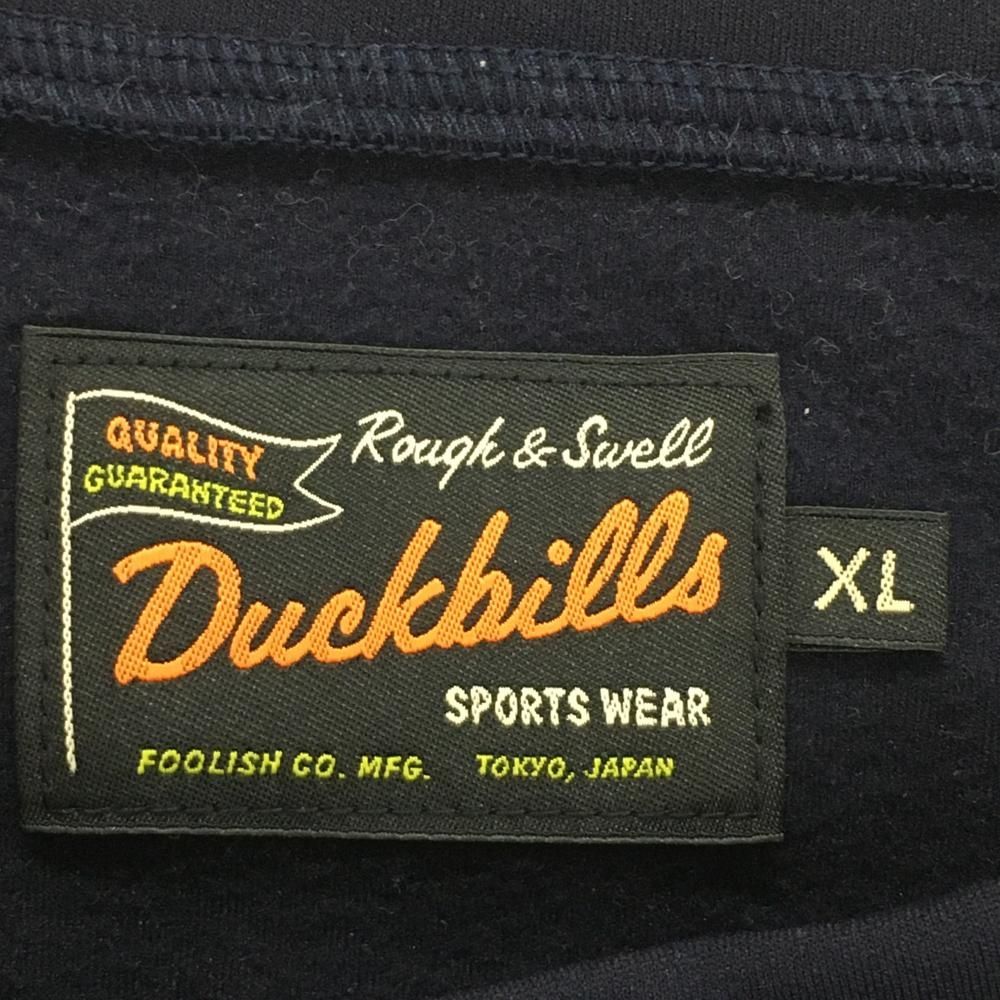 QUALITY
GUARANTEED
Rough & Swell
Duckbills
XL
SPORTS WEAR
FOOLISH CO. MFG. TOKYO, JAPAN